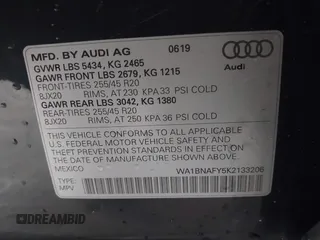 MFD. BY AUDI AG 0619
GVWR LBS 5434, KG 2465
GAWR FRONT LBS 2679, KG 1215
FRONT-TIRES 255/45 R20
8JX20 RIMS, AT 230 KPA 33 PSI COLD
GAWR REAR LBS 3042, KG 1380
REAR-TIRES 255/45 R20
8JX20 RIMS, AT 250 KPA 36 PSI COLD
Audi
THIS VEHICLE CONFORMS TO ALL APPLICABLE
U.S. FEDERAL MOTOR VEHICLE SAFETY, BUMPER
AND THEFT PREVENTION STANDARDS IN EFFECT
ON THE DATE OF MANUFACTURE SHOWN ABOVE.
MEXICO
TYPE:
MPV
WA1BNAFY5K2133206
© DREAMBID